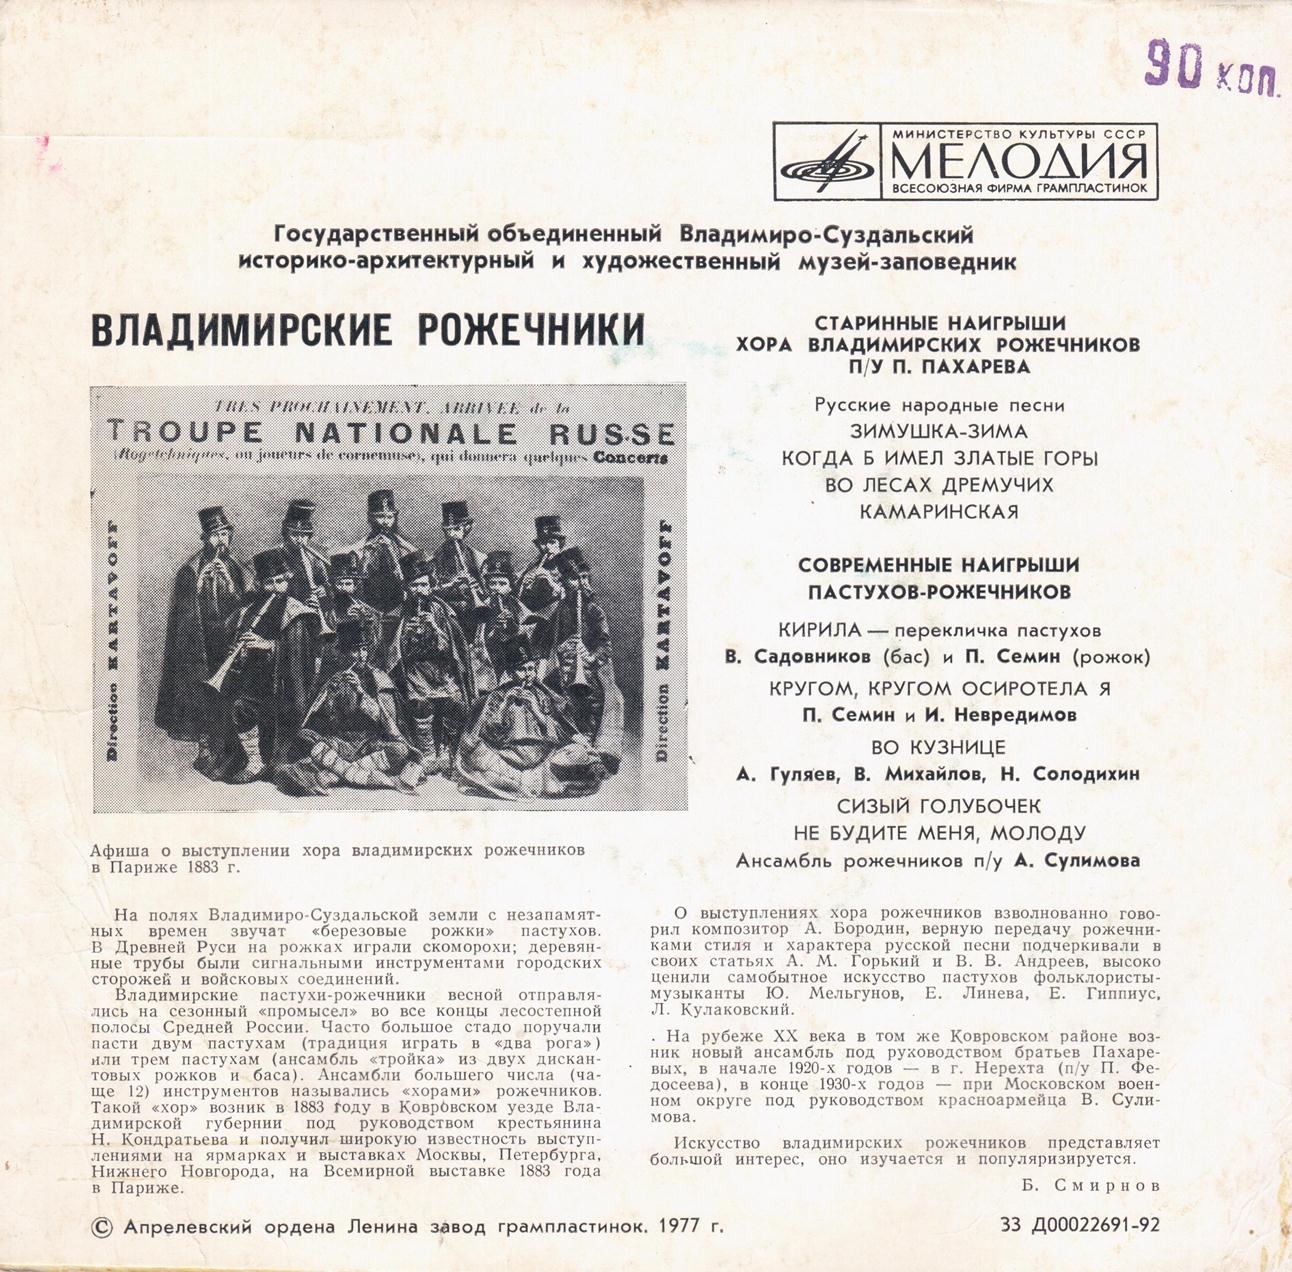 90 коп.
МИНИСТЕРСТВО КУЛЬТУРЫ СССР
МЕЛОДИЯ
ВСЕСОЮЗНАЯ ФИРМА ГРАМПЛАСТИНОК
Государственный объединенный Владимиро-Суздальский
историко-архитектурный и художественный музей-заповедник
ВЛАДИМИРСКИЕ РОЖЕЧНИКИ
TRES PROCHAINEMENT, ARRIVEE de la
TROUPE NATIONALE RUSSE
(Rogetchniques, ou joueurs de cornemuse), qui donnera quelques Concerts
Direction KARTAVOFF
Direction KARTAVOFF
Афиша о выступлении хора владимирских рожечников
в Париже 1883 г.
СТАРИННЫЕ НАИГРЫШИ
ХОРА ВЛАДИМИРСКИХ РОЖЕЧНИКОВ
П/У П. ПАХАРЕВА
Русские народные песни
ЗИМУШКА-ЗИМА
КОГДА Б ИМЕЛ ЗЛАТЫЕ ГОРЫ
ВО ЛЕСАХ ДРЕМУЧИХ
КАМАРИНСКАЯ
СОВРЕМЕННЫЕ НАИГРЫШИ
ПАСТУХОВ-РОЖЕЧНИКОВ
КИРИЛА — перекличка пастухов
В. Садовников (бас) и П. Семин (рожок)
КРУГОМ, КРУГОМ ОСИРОТЕЛА Я
П. Семин и И. Невредимов
ВО КУЗНИЦЕ
А. Гуляев, В. Михайлов, Н. Солодихин
СИЗЫЙ ГОЛУБОЧЕК
НЕ БУДИТЕ МЕНЯ, МОЛОДУ
Ансамбль рожечников п/у А. Сулимова
На полях Владимиро-Суздальской земли с незапамят-
ных времен звучат «березовые рожки» пастухов.
В Древней Руси на рожках играли скоморохи; деревян-
ные трубы были сигнальными инструментами городских
сторожей и войсковых соединений.
Владимирские пастухи-рожечники весной отправля-
лись на сезонный «промысел» во все концы лесостепной
полосы Средней России. Часто большое стадо поручали
пасти двум пастухам (традиция играть в «два рога»)
или трем пастухам (ансамбль «тройка» из двух дискан-
товых рожков и баса). Ансамбли большего числа (ча-
ще 12) инструментов назывались «хорами» рожечников.
Такой «хор» возник в 1883 году в Ковровском уезде Вла-
димирской губернии под руководством крестьянина
Н. Кондратьева и получил широкую известность выступ-
лениями на ярмарках и выставках Москвы, Петербурга,
Нижнего Новгорода, на Всемирной выставке 1883 года
в Париже.
О выступлениях хора рожечников взволнованно гово-
рил композитор А. Бородин, верную передачу рожечни-
ками стиля и характера русской песни подчеркивали в
своих статьях А. М. Горький и В. В. Андреев, высоко
ценили самобытное искусство пастухов фольклористы-
музыканты Ю. Мельгунов, Е. Линева, Е. Гиппиус,
Л. Кулаковский.
На рубеже XX века в том же Ковровском районе воз-
ник новый ансамбль под руководством братьев Пахаре-
вых, в начале 1920-х годов — в г. Нерехта (п/у П. Фе-
досеева), в конце 1930-х годов — при Московском воен-
ном округе под руководством красноармейца В. Сули-
мова.
Искусство владимирских рожечников представляет
большой интерес, оно изучается и популяризируется.
Б. Смирнов
© Апрелевский ордена Ленина завод грампластинок. 1977 г.
33 Д00022691-92